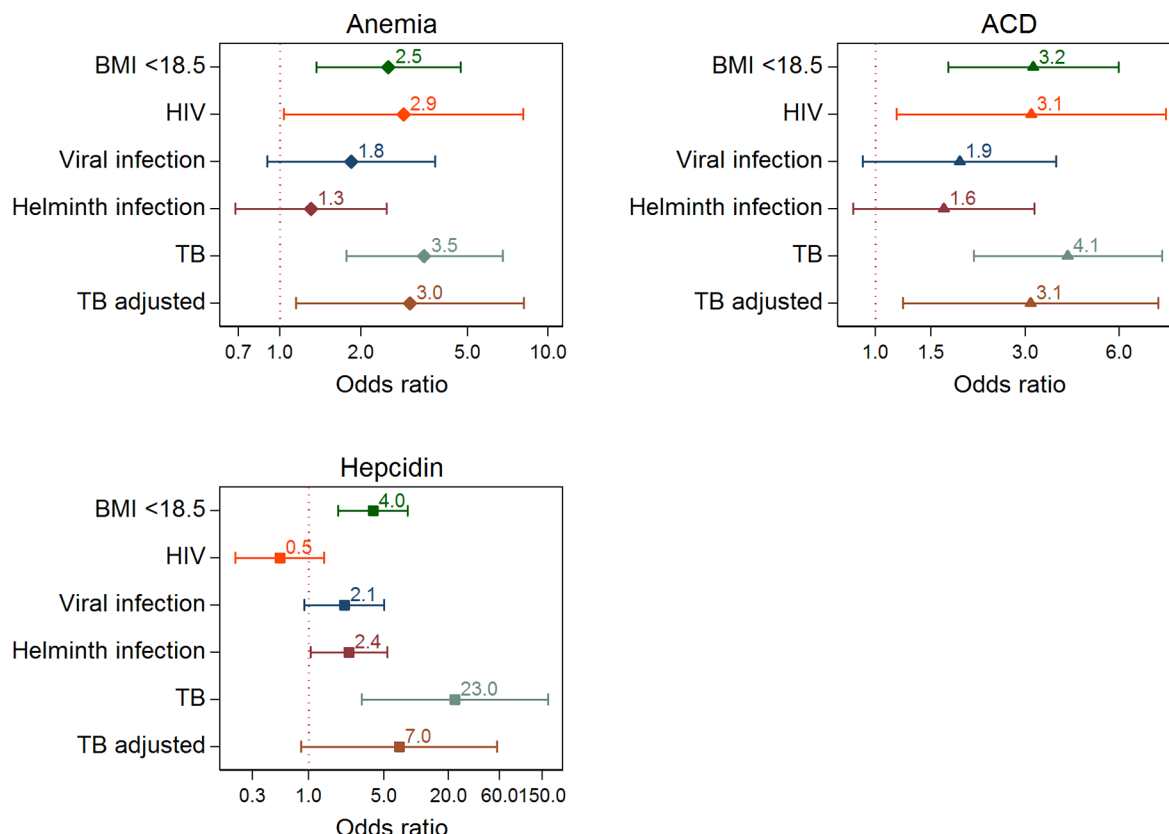 Anemia
BMI <18.5
2.5
HIV
2.9
Viral infection
1.8
Helminth infection
1.3
TB
3.5
TB adjusted
3.0
0.7 1.0 2.0 5.0 10.0
Odds ratio
ACD
BMI <18.5
3.2
HIV
3.1
Viral infection
1.9
Helminth infection
1.6
TB
4.1
TB adjusted
3.1
1.0 1.5 3.0 6.0
Odds ratio
Hepcidin
BMI <18.5
4.0
HIV
0.5
Viral infection
2.1
Helminth infection
2.4
TB
23.0
TB adjusted
7.0
0.3 1.0 5.0 20.0 60.0 150.0
Odds ratio